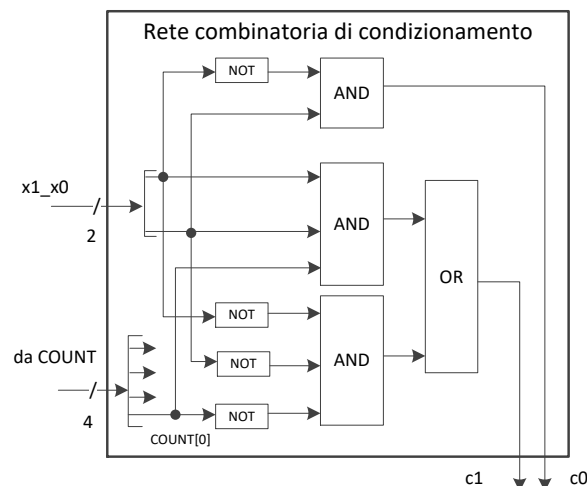 Rete combinatoria di condizionamento
NOT
AND
x1_x0
2
AND
OR
NOT
AND
da COUNT
NOT
4
NOT
COUNT[0]
c1
c0